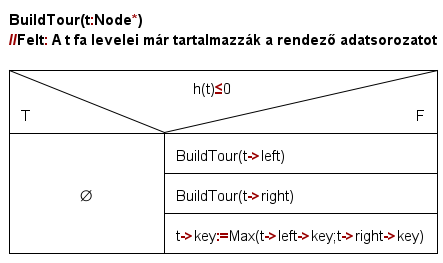 BuildTour(t:Node*)
//Felt: A t fa levelei már tartalmazzák a rendező adatsorozatot
h(t)≤0
T
F
∅
BuildTour(t->left)
BuildTour(t->right)
t->key:=Max(t->left->key;t->right->key)